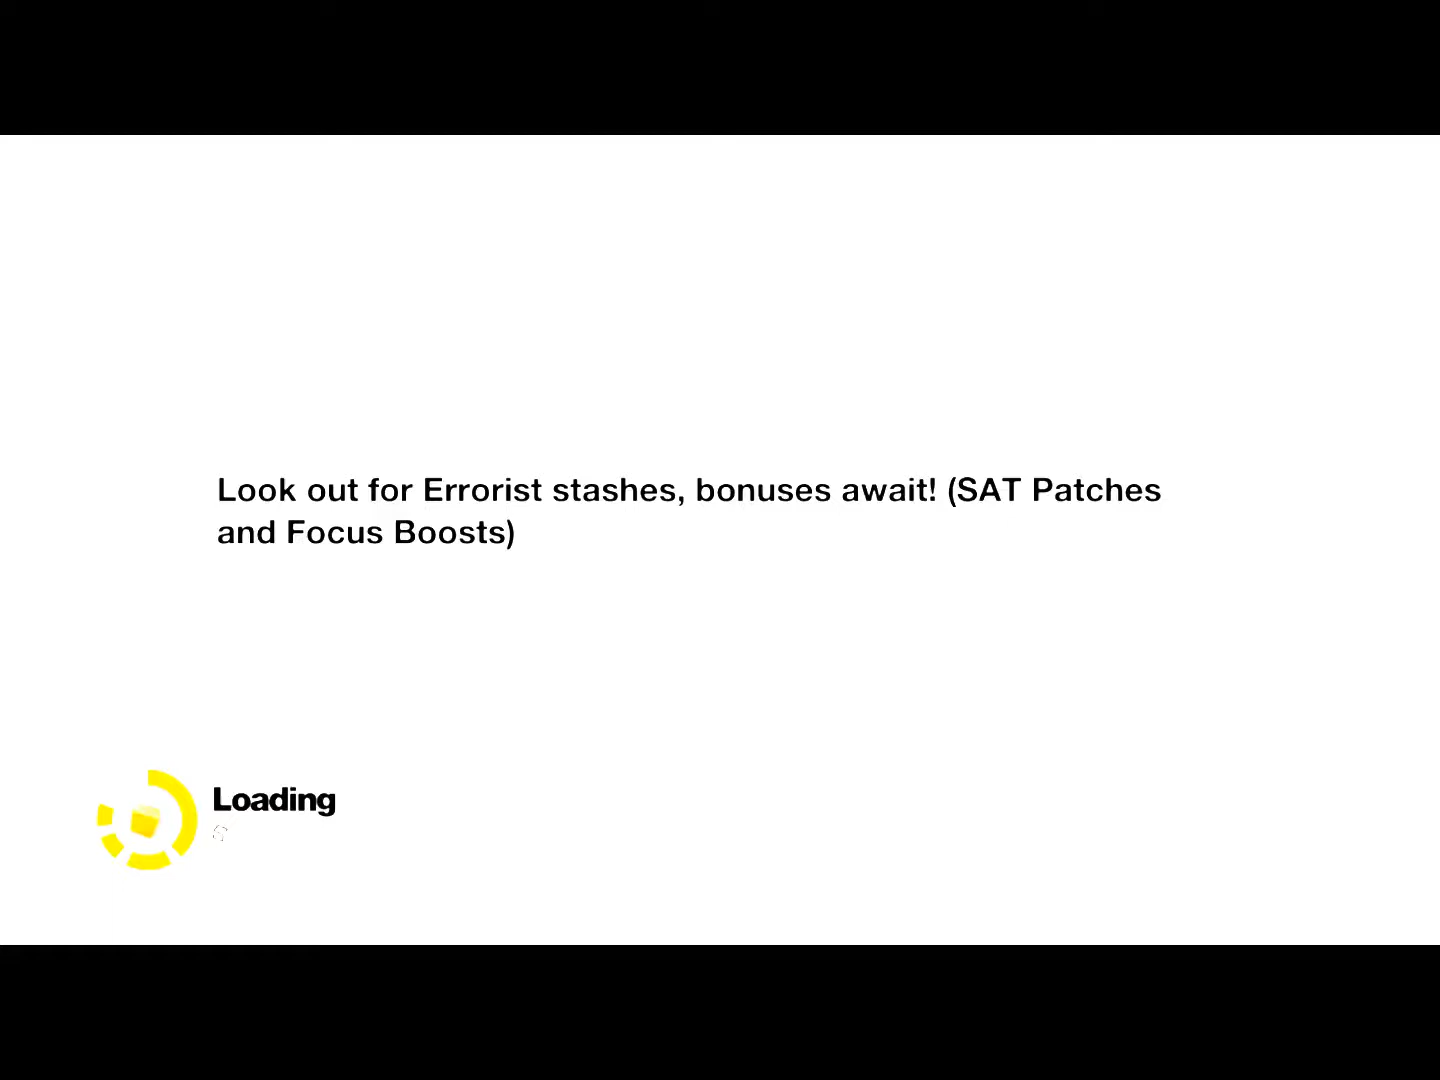 Look out for Errorist stashes, bonuses await! (SAT Patches
and Focus Boosts)
Loading